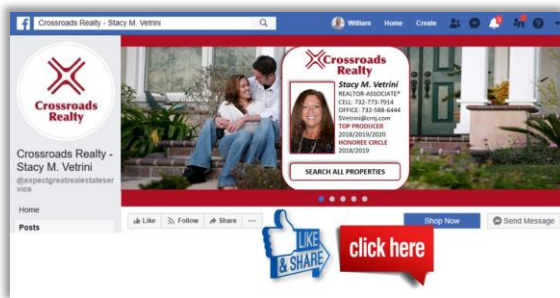 Crossroads Realty - Stacy M. Vetrini
William Home Create
Crossroads
Realty
Crossroads
Realty
Stacy M. Vetrini
REALTOR-ASSOCIATE®
CELL: 732-773-7914
OFFICE: 732-588-6444
SVetrini@crnj.com
TOP PRODUCER
2018/2019/2020
HONOREE CIRCLE
2018/2019
SEARCH ALL PROPERTIES
Crossroads Realty -
Stacy M. Vetrini
@expectgreatrealestateser
vice
Home
Posts
Like Follow Share ...
Shop Now
Send Message
LIKE
& SHARE
click here